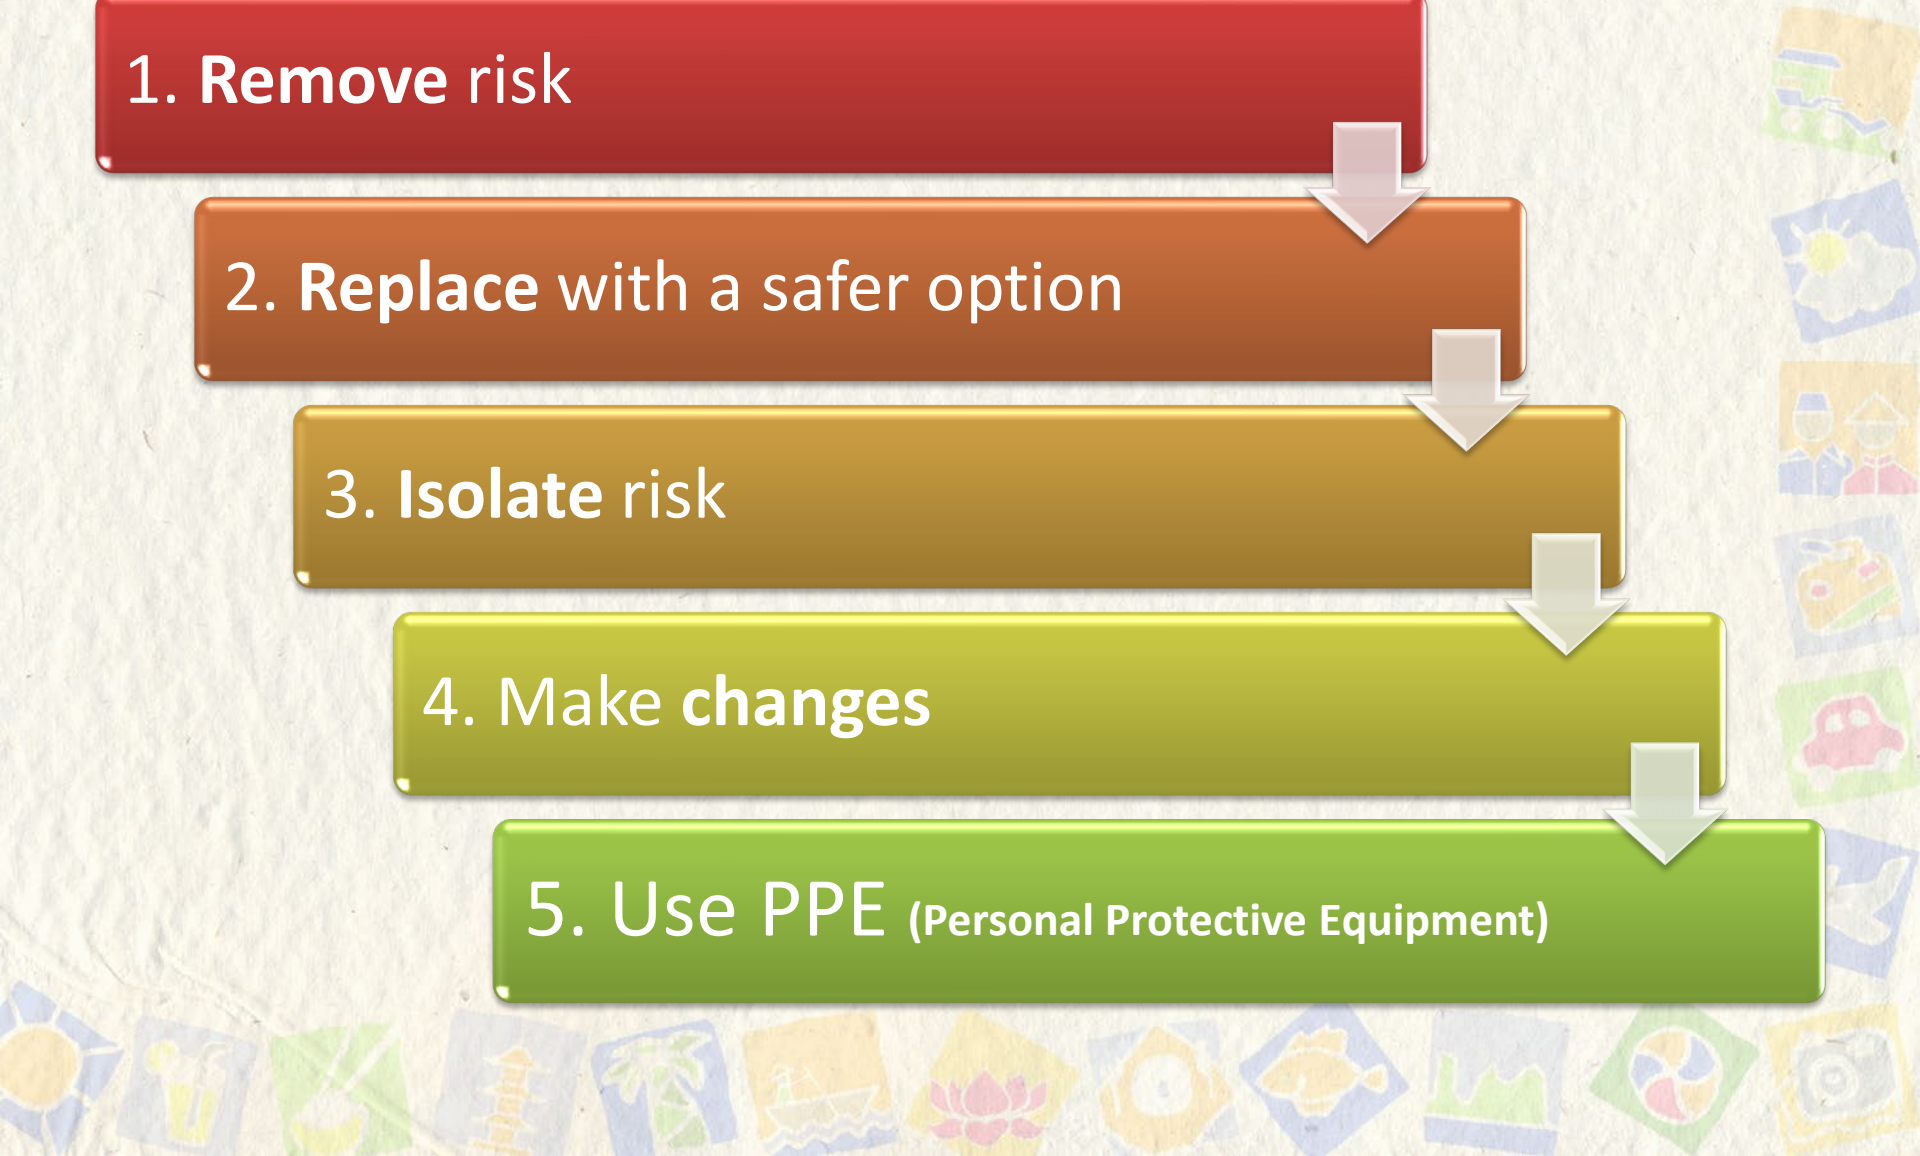 1. Remove risk
2. Replace with a safer option
3. Isolate risk
4. Make changes
5. Use PPE (Personal Protective Equipment)